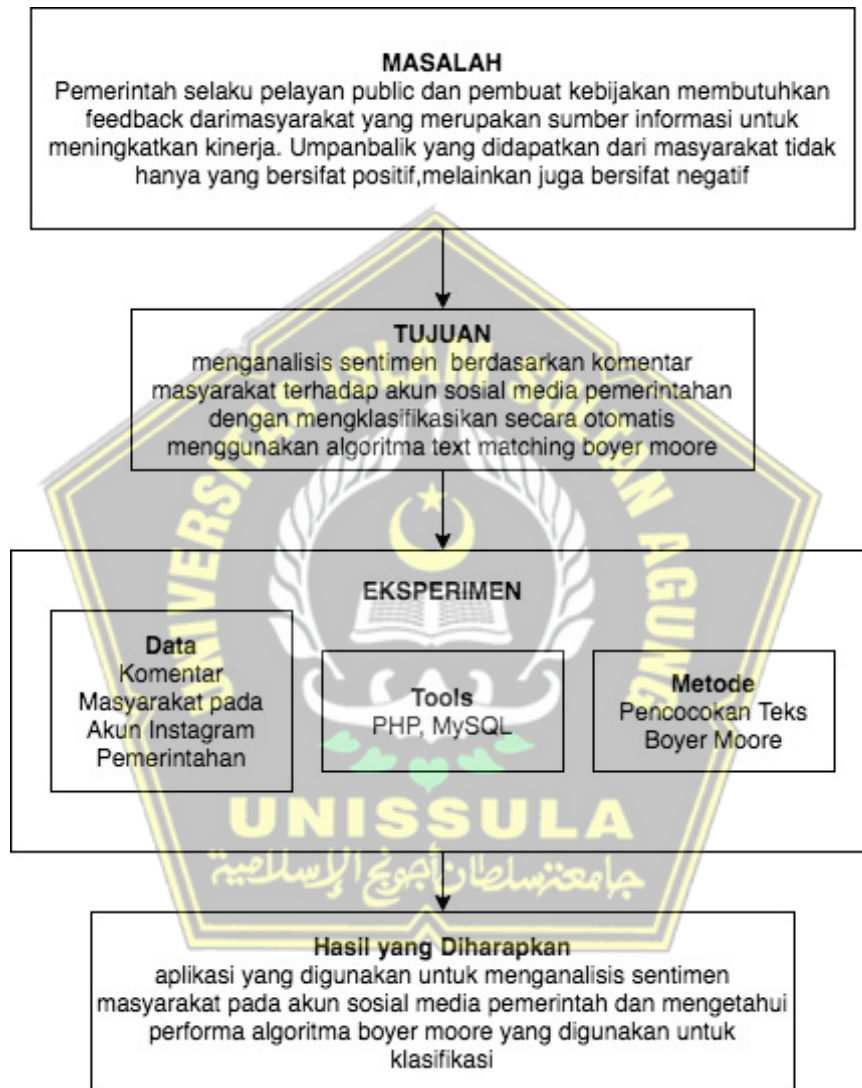 MASALAH
Pemerintah selaku pelayan public dan pembuat kebijakan membutuhkan
feedback darimasyarakat yang merupakan sumber informasi untuk
meningkatkan kinerja. Umpanbalik yang didapatkan dari masyarakat tidak
hanya yang bersifat positif,melainkan juga bersifat negatif
TUJUAN
menganalisis sentimen berdasarkan komentar
masyarakat terhadap akun sosial media pemerintahan
dengan mengklasifikasikan secara otomatis
menggunakan algoritma text matching boyer moore
UNIVERSITAS ISLAM SULTAN AGUNG
EKSPERIMEN
Data
Komentar
Masyarakat pada
Akun Instagram
Pemerintahan
Tools
PHP, MySQL
Metode
Pencocokan Teks
Boyer Moore
UNISSULA
جامعة سلطان أجونج الإسلامية
Hasil yang Diharapkan
aplikasi yang digunakan untuk menganalisis sentimen
masyarakat pada akun sosial media pemerintah dan mengetahui
performa algoritma boyer moore yang digunakan untuk
klasifikasi